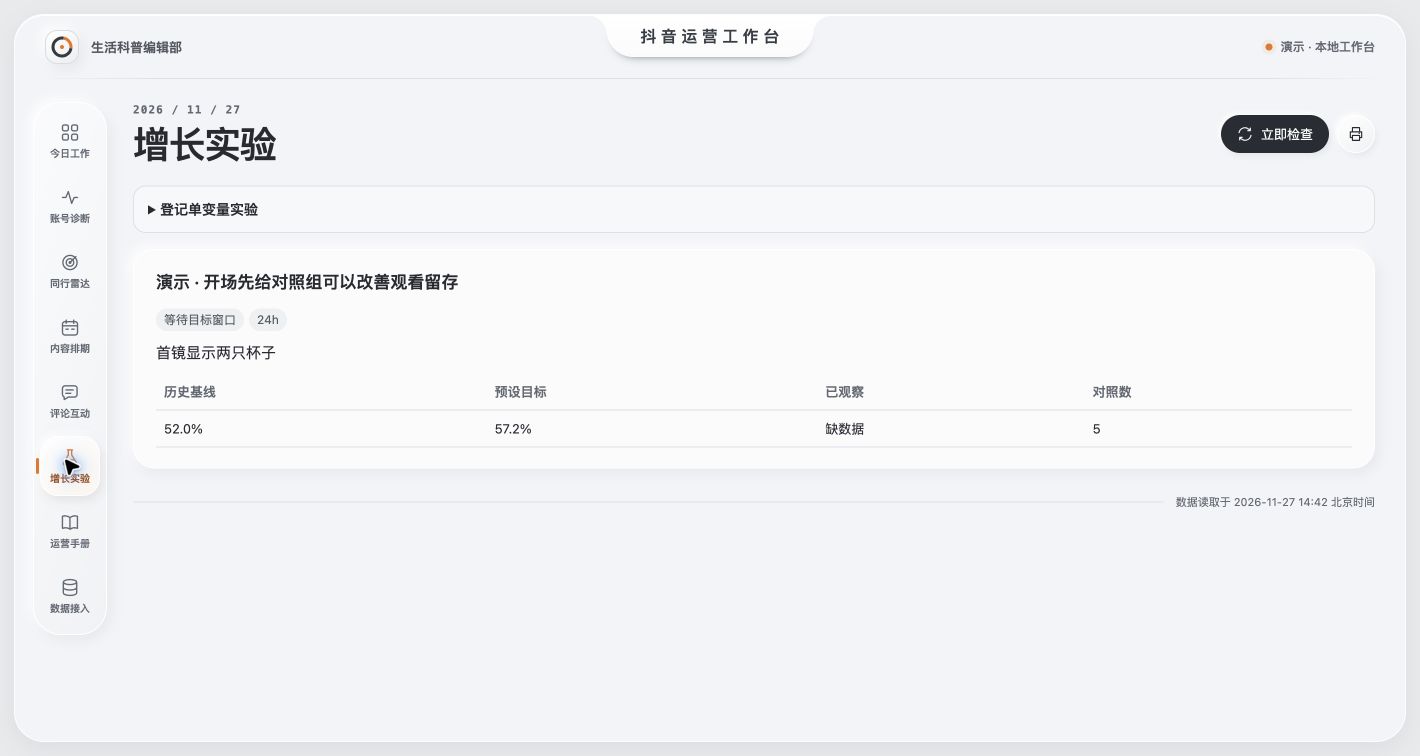 生活科普编辑部
抖音运营工作台
演示 · 本地工作台
今日工作
账号诊断
同行雷达
内容排期
评论互动
增长实验
运营手册
数据接入
2026 / 11 / 27
增长实验
立即检查
登记单变量实验
演示 · 开场先给对照组可以改善观看留存
等待目标窗口 24h
首镜显示两只杯子
历史基线 预设目标 已观察 对照数
52.0% 57.2% 缺数据 5
数据读取于 2026-11-27 14:42 北京时间